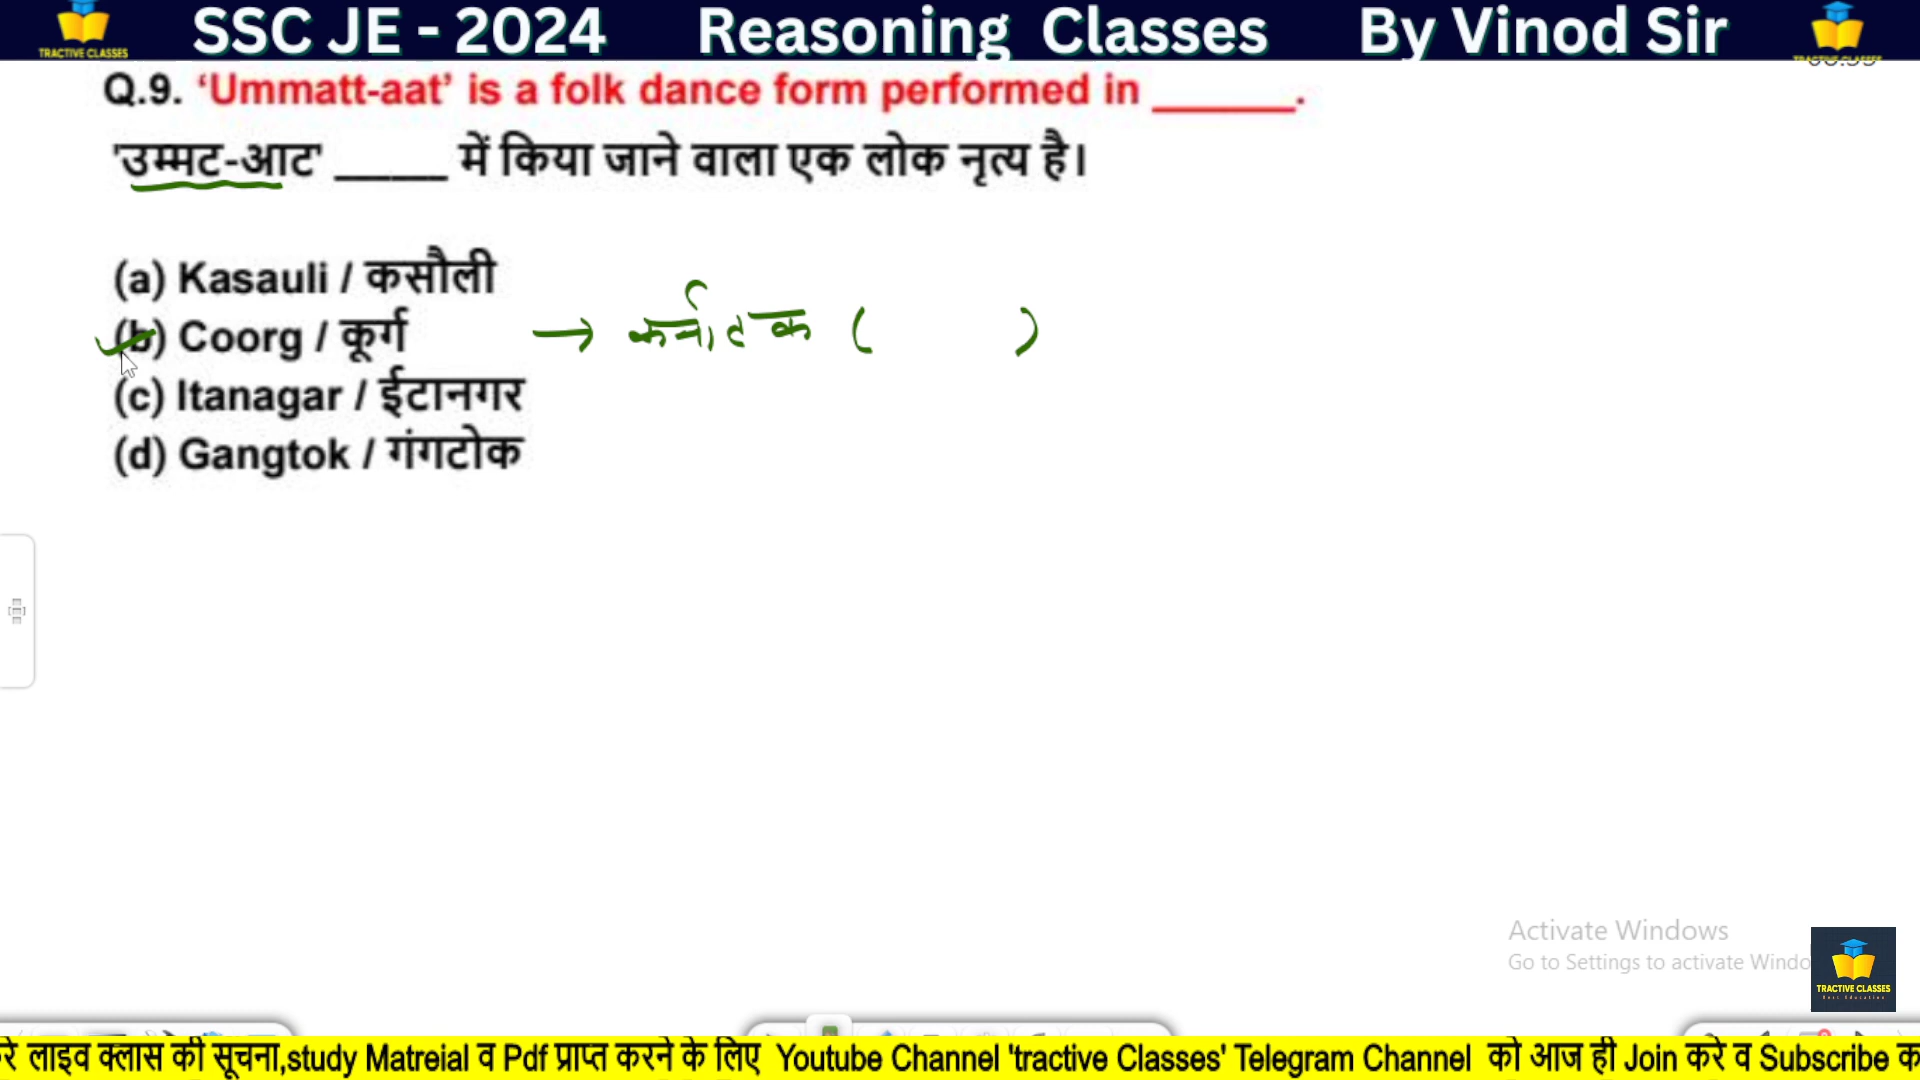 SSC JE - 2024 Reasoning Classes By Vinod Sir
TRACTIVE CLASSES
Q.9. ‘Ummatt-aat’ is a folk dance form performed in ______.
'उम्मट-आट' _____ में किया जाने वाला एक लोक नृत्य है।
(a) Kasauli / कसौली
(b) Coorg / कूर्ग → कर्नाटक ( )
(c) Itanagar / ईटानगर
(d) Gangtok / गंगटोक
Activate Windows
Go to Settings to activate Windo
TRACTIVE CLASSES
रे लाइव क्लास की सूचना,study Matreial व Pdf प्राप्त करने के लिए Youtube Channel 'tractive Classes' Telegram Channel को आज ही Join करे व Subscribe क